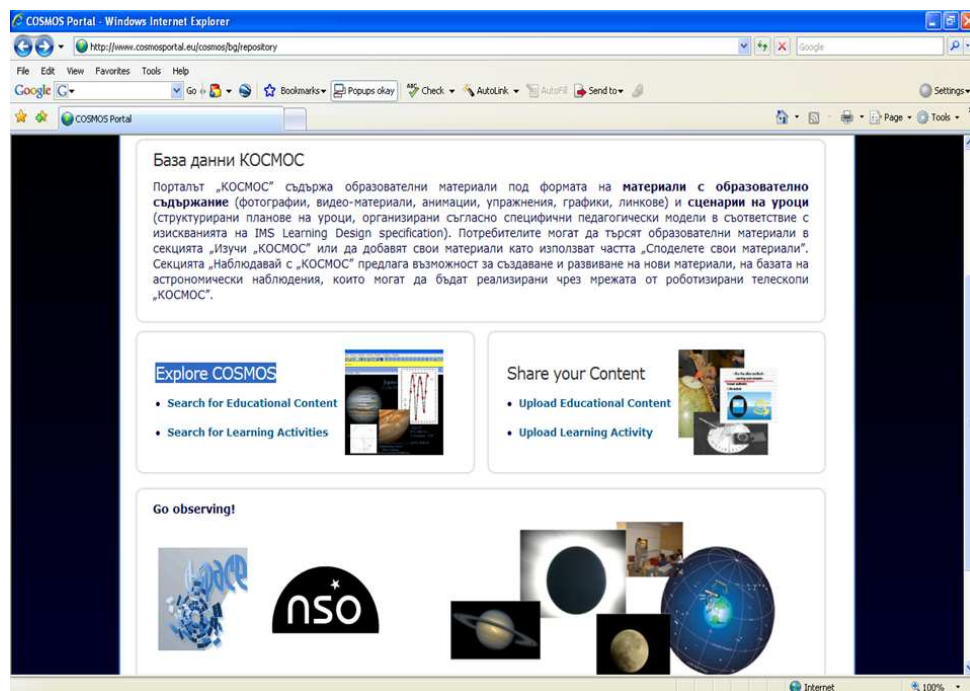 COSMOS Portal - Windows Internet Explorer
http://www.cosmosportal.eu/cosmos/bg/repository
Google
File Edit View Favorites Tools Help
Google G Go Bookmarks Popups okay ABC Check AutoLink AutoFill Send to Settings
COSMOS Portal Page Tools
База данни КОСМОС
Порталът „КОСМОС” съдържа образователни материали под формата на материали с образователно
съдържание (фотографии, видео-материали, анимации, упражнения, графики, линкове) и сценарии на уроци
(структурирани планове на уроци, организирани съгласно специфични педагогически модели в съответствие с
изискванията на IMS Learning Design specification). Потребителите могат да търсят образователни материали в
секцията „Изучи „КОСМОС” или да добавят свои материали като използват частта „Споделете свои материали”.
Секцията „Наблюдавай с „КОСМОС” предлага възможност за създаване и развиване на нови материали, на базата на
астрономически наблюдения, които могат да бъдат реализирани чрез мрежата от роботизирани телескопи
„КОСМОС”.
Explore COSMOS
• Search for Educational Content
• Search for Learning Activities
Share your Content
• Upload Educational Content
• Upload Learning Activity
Go observing!
nso
Internet 100%